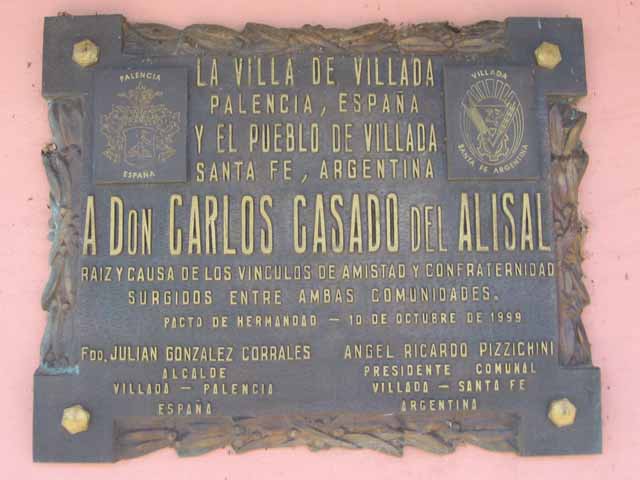 LA VILLA DE VILLADA
PALENCIA, ESPAÑA
Y EL PUEBLO DE VILLADA
SANTA FE, ARGENTINA
PALENCIA
ESPAÑA
VILLADA
SANTA FE ARGENTINA
A DON CARLOS CASADO DEL ALISAL
RAIZ Y CAUSA DE LOS VINCULOS DE AMISTAD Y CONFRATERNIDAD
SURGIDOS ENTRE AMBAS COMUNIDADES.
PACTO DE HERMANDAD - 10 DE OCTUBRE DE 1999
FDO. JULIAN GONZALEZ CORRALES
ALCALDE
VILLADA - PALENCIA
ESPAÑA
ANGEL RICARDO PIZZICHINI
PRESIDENTE COMUNAL
VILLADA - SANTA FE
ARGENTINA